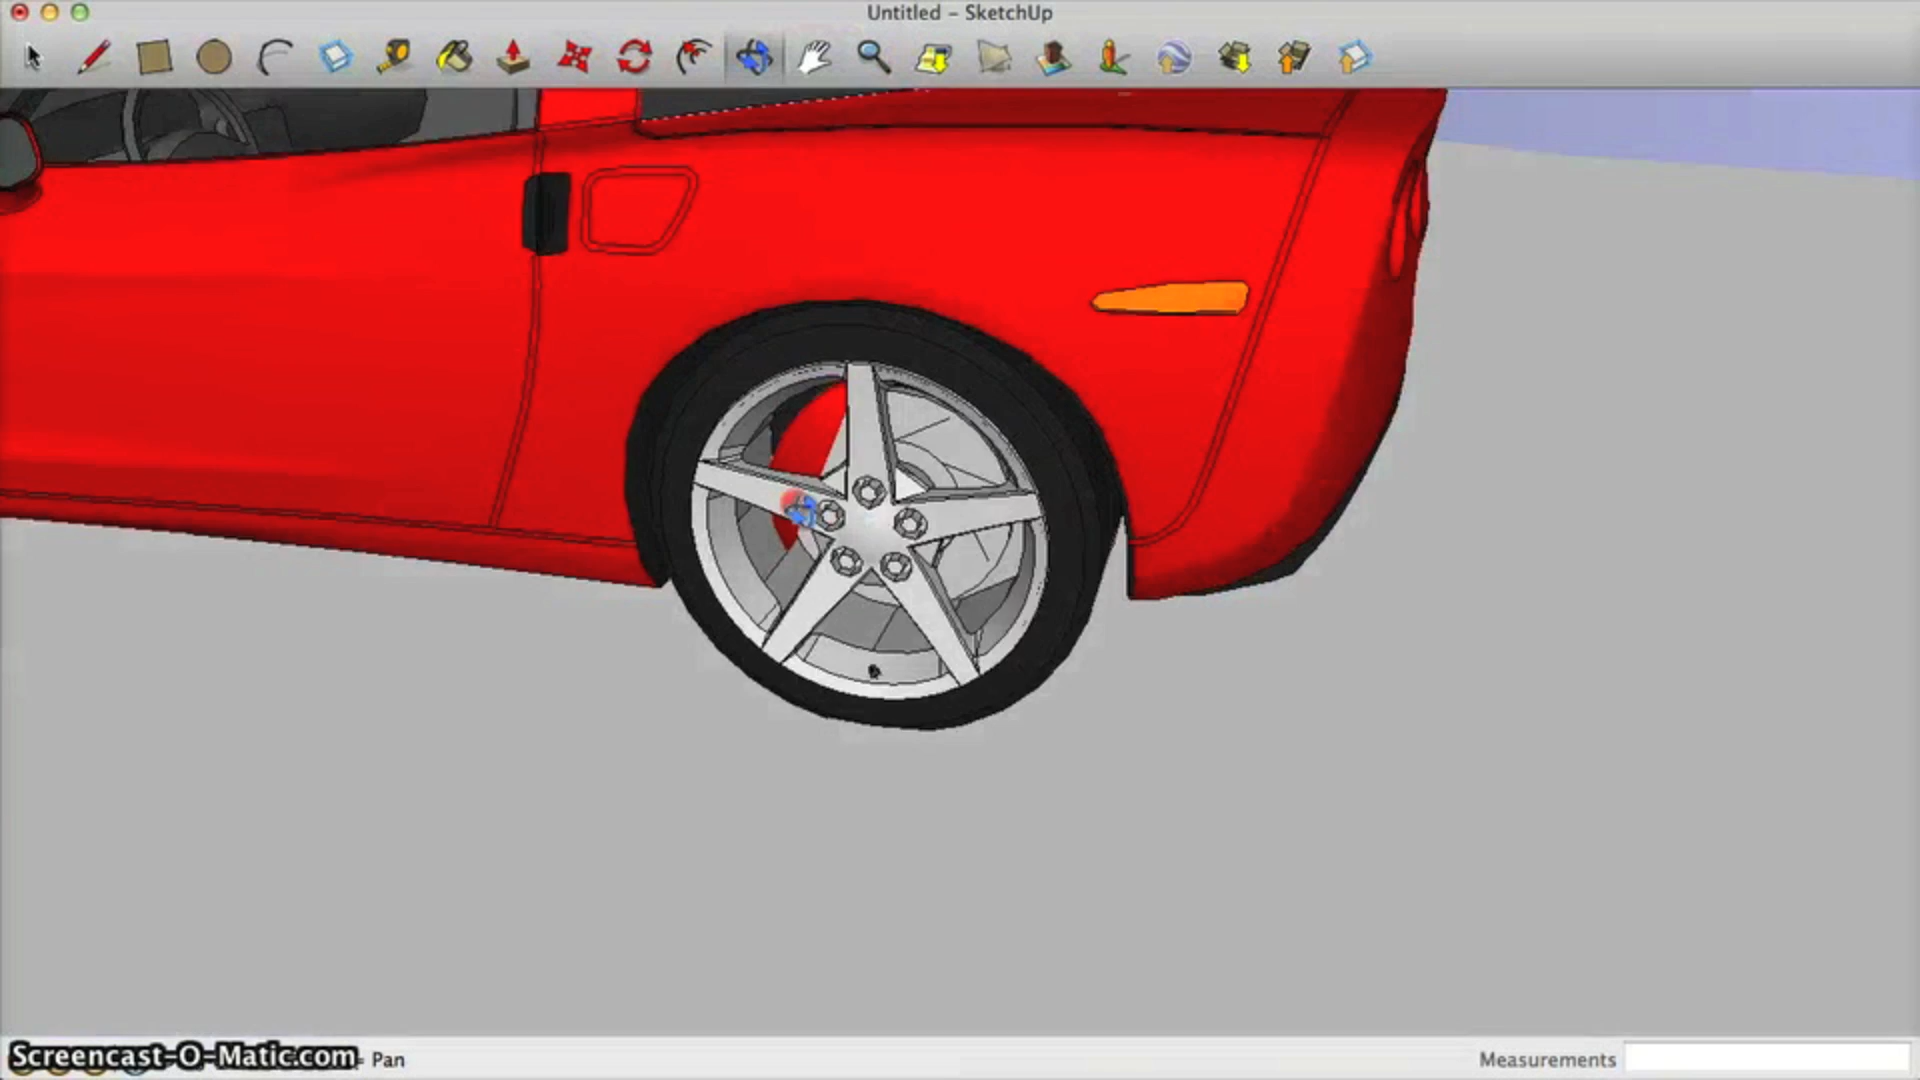 Untitled – SketchUp
Screencast-O-Matic.com = Pan
Measurements